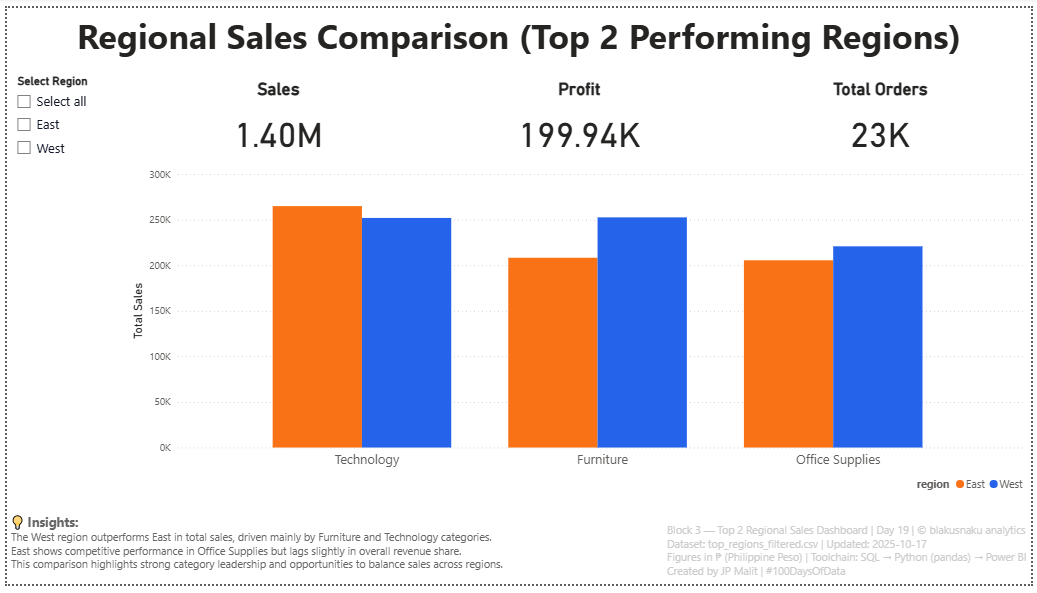 Regional Sales Comparison (Top 2 Performing Regions)
Select Region
Select all
East
West
Sales
1.40M
Profit
199.94K
Total Orders
23K
300K
250K
200K
150K
100K
50K
0K
Total Sales
Technology
Furniture
Office Supplies
region East West
Insights:
The West region outperforms East in total sales, driven mainly by Furniture and Technology categories.
East shows competitive performance in Office Supplies but lags slightly in overall revenue share.
This comparison highlights strong category leadership and opportunities to balance sales across regions.
Block 3 — Top 2 Regional Sales Dashboard | Day 19 | © blakusnaku analytics
Dataset: top_regions_filtered.csv | Updated: 2025-10-17
Figures in ₱ (Philippine Peso) | Toolchain: SQL → Python (pandas) → Power BI
Created by JP Malit | #100DaysOfData